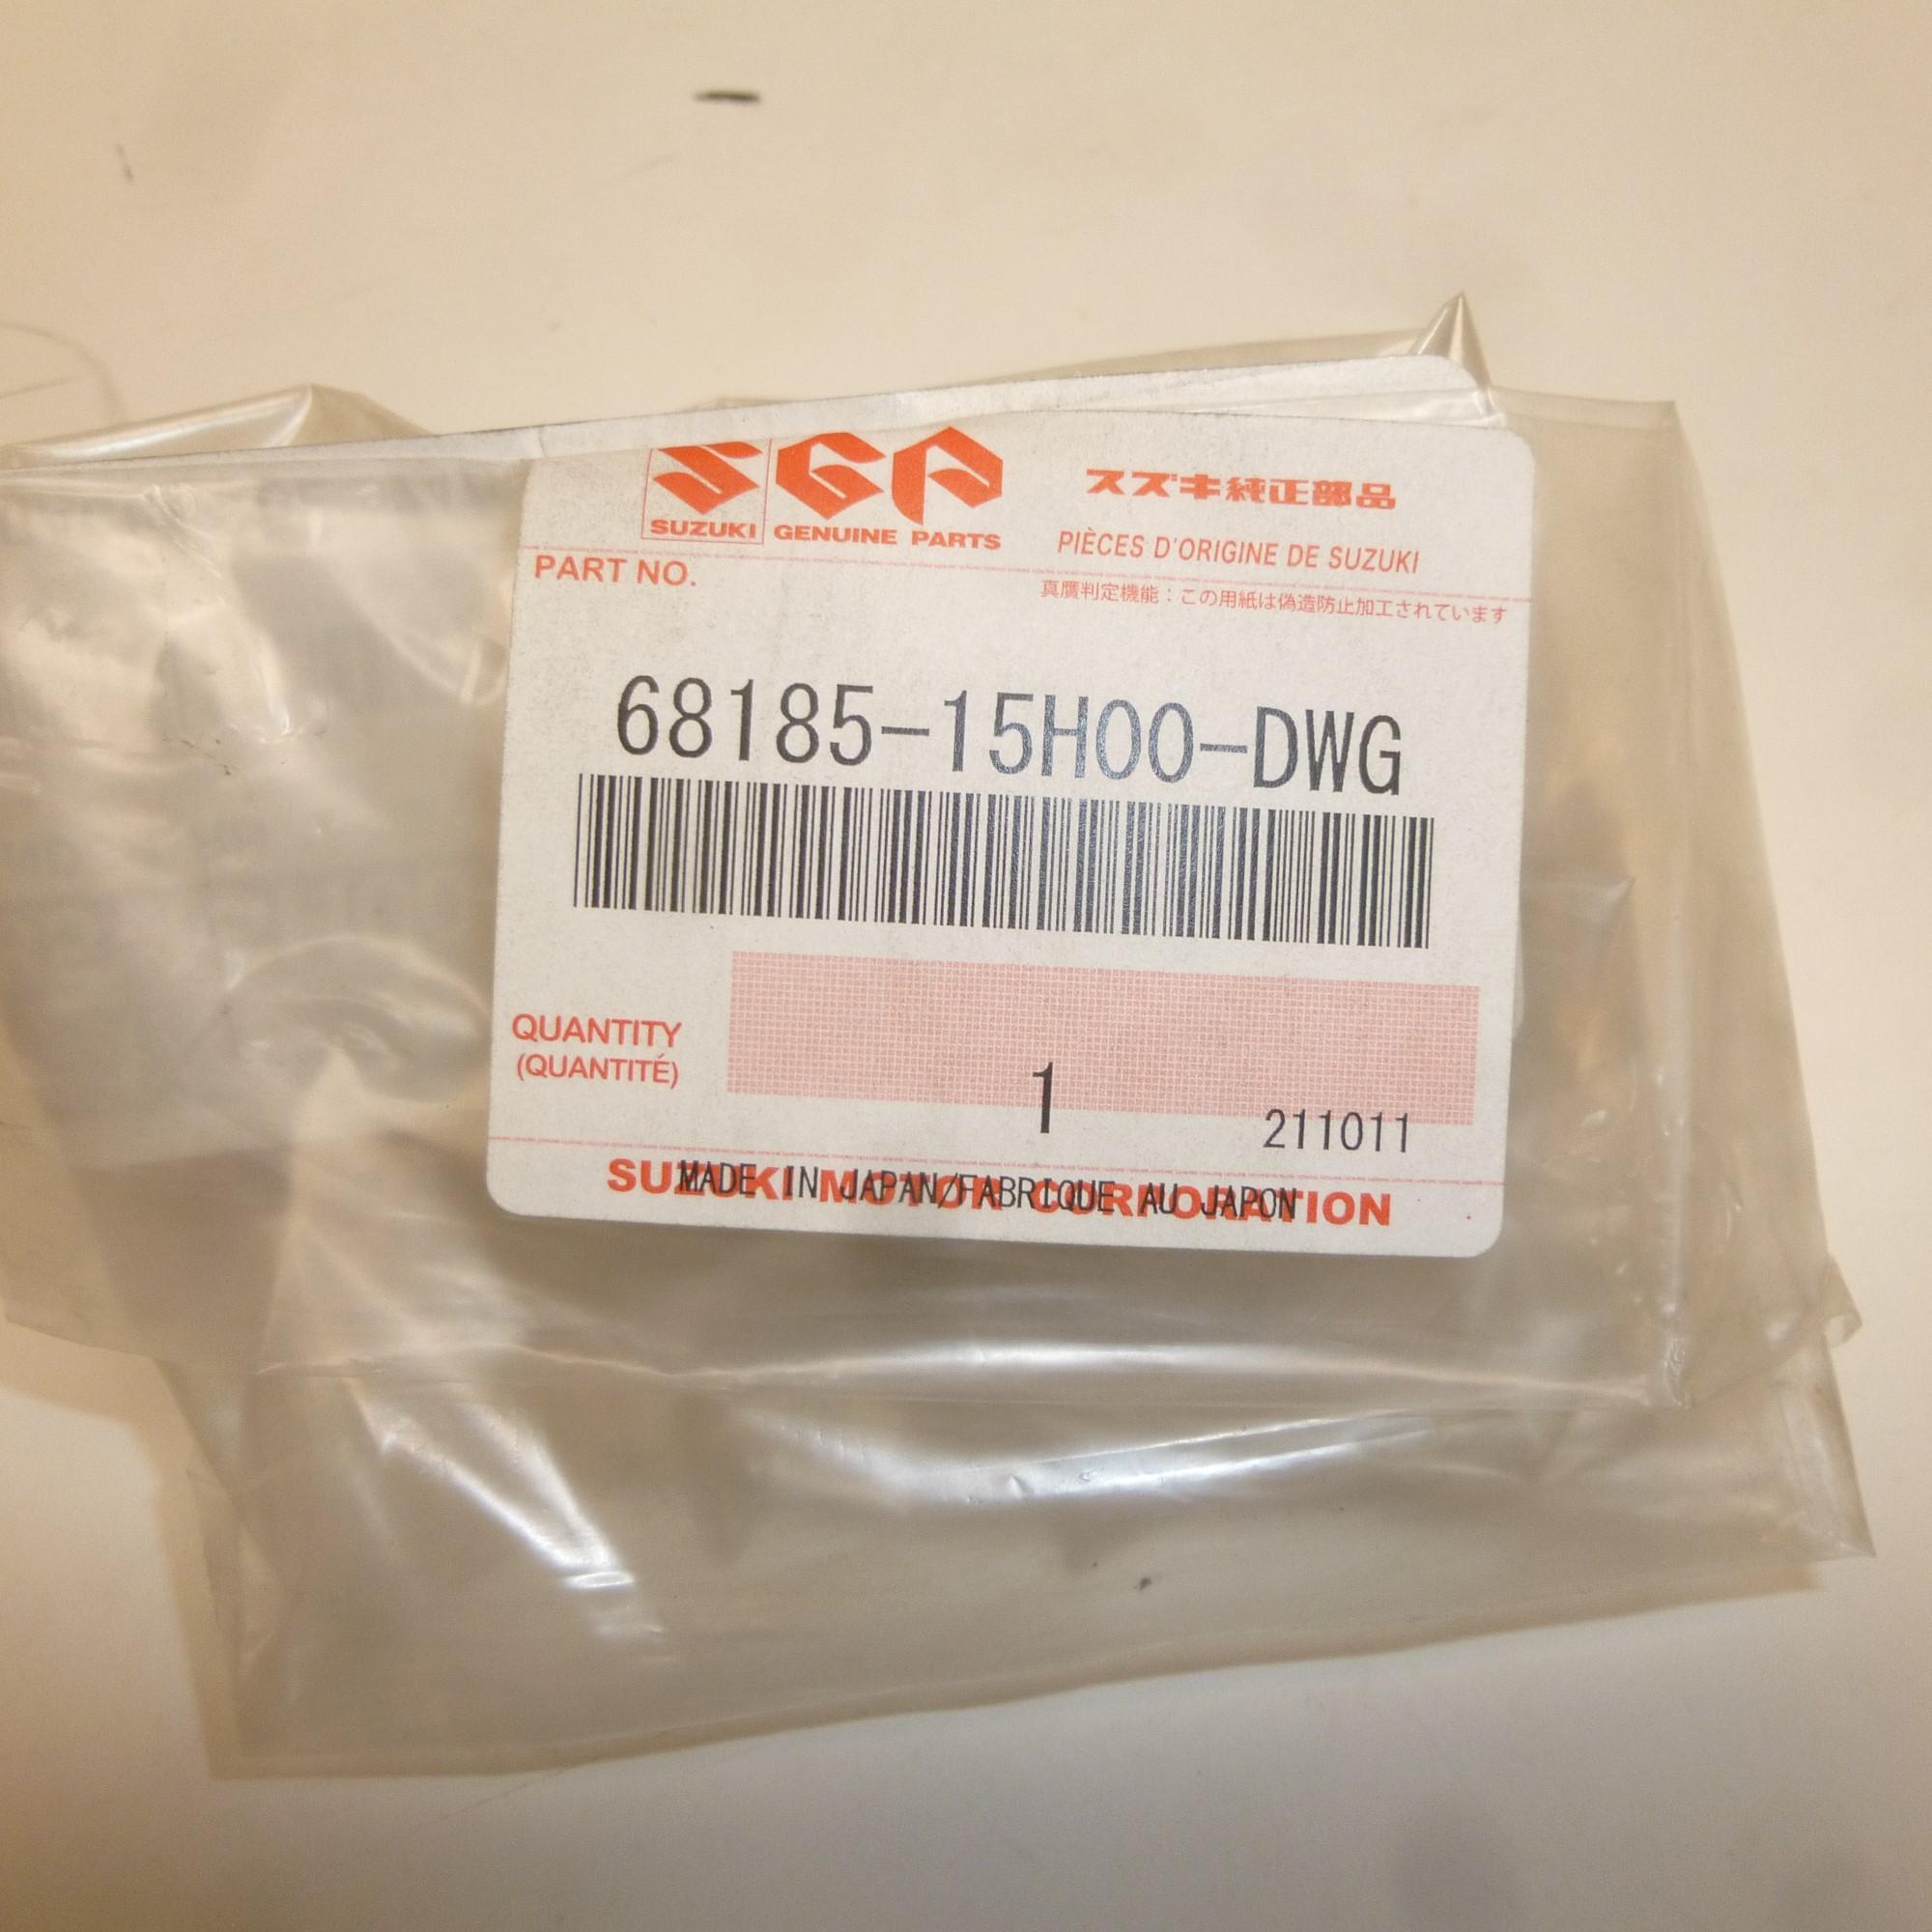 SGP
SUZUKI GENUINE PARTS
スズキ純正部品
PIÈCES D'ORIGINE DE SUZUKI
PART NO.
真贋判定機能：この用紙は偽造防止加工されています
68185-15H00-DWG
QUANTITY
(QUANTITÉ)
1
211011
MADE IN JAPAN/FABRIQUE AU JAPON
SUZUKI MOTOR CORPORATION